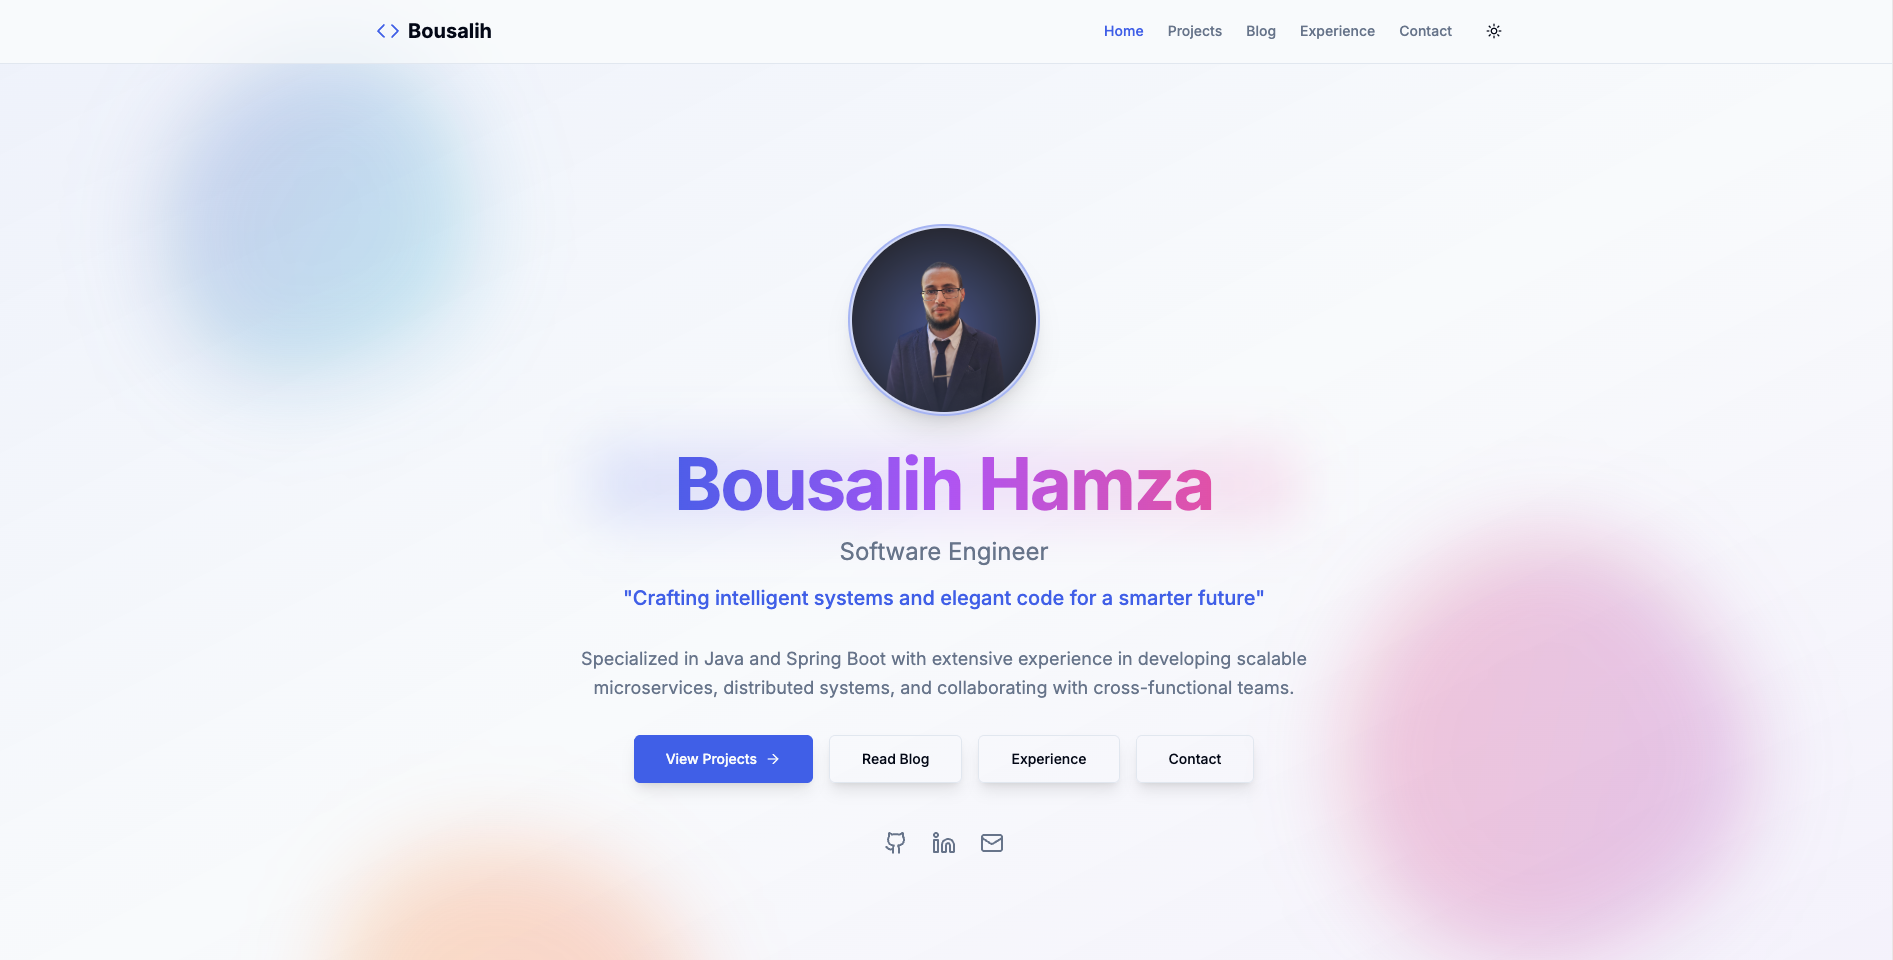 Bousalih
Home Projects Blog Experience Contact
Bousalih Hamza
Software Engineer
"Crafting intelligent systems and elegant code for a smarter future"
Specialized in Java and Spring Boot with extensive experience in developing scalable
microservices, distributed systems, and collaborating with cross-functional teams.
View Projects Read Blog Experience Contact